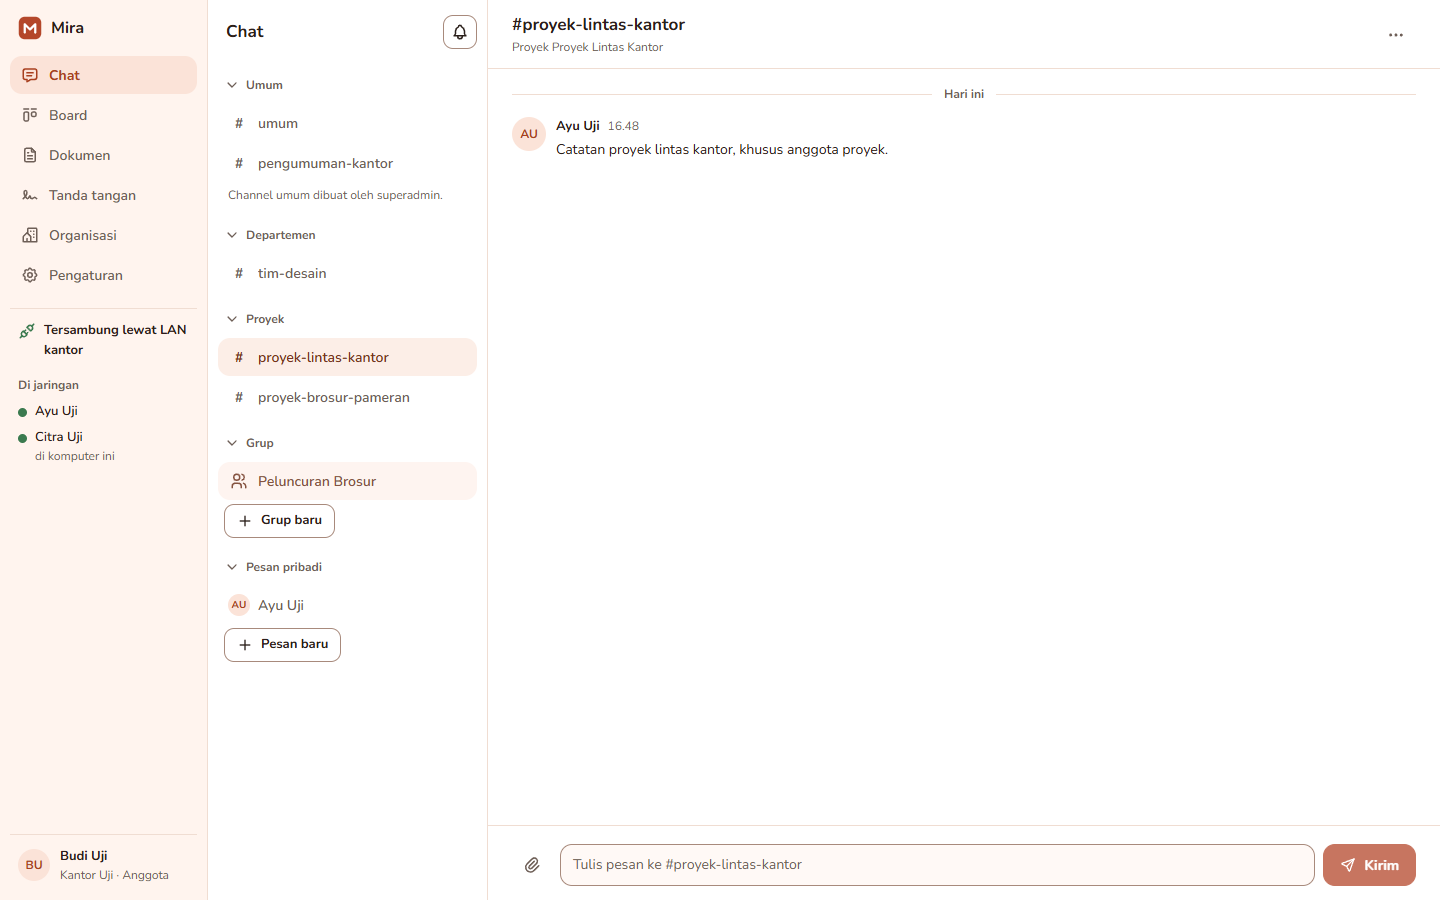 Mira
Chat
Board
Dokumen
Tanda tangan
Organisasi
Pengaturan
Tersambung lewat LAN
kantor
Di jaringan
Ayu Uji
Citra Uji
di komputer ini
BU
Budi Uji
Kantor Uji · Anggota
Chat
Umum
# umum
# pengumuman-kantor
Channel umum dibuat oleh superadmin.
Departemen
# tim-desain
Proyek
# proyek-lintas-kantor
# proyek-brosur-pameran
Grup
Peluncuran Brosur
+ Grup baru
Pesan pribadi
AU Ayu Uji
+ Pesan baru
#proyek-lintas-kantor
Proyek Proyek Lintas Kantor
Hari ini
AU
Ayu Uji 16.48
Catatan proyek lintas kantor, khusus anggota proyek.
Tulis pesan ke #proyek-lintas-kantor
Kirim